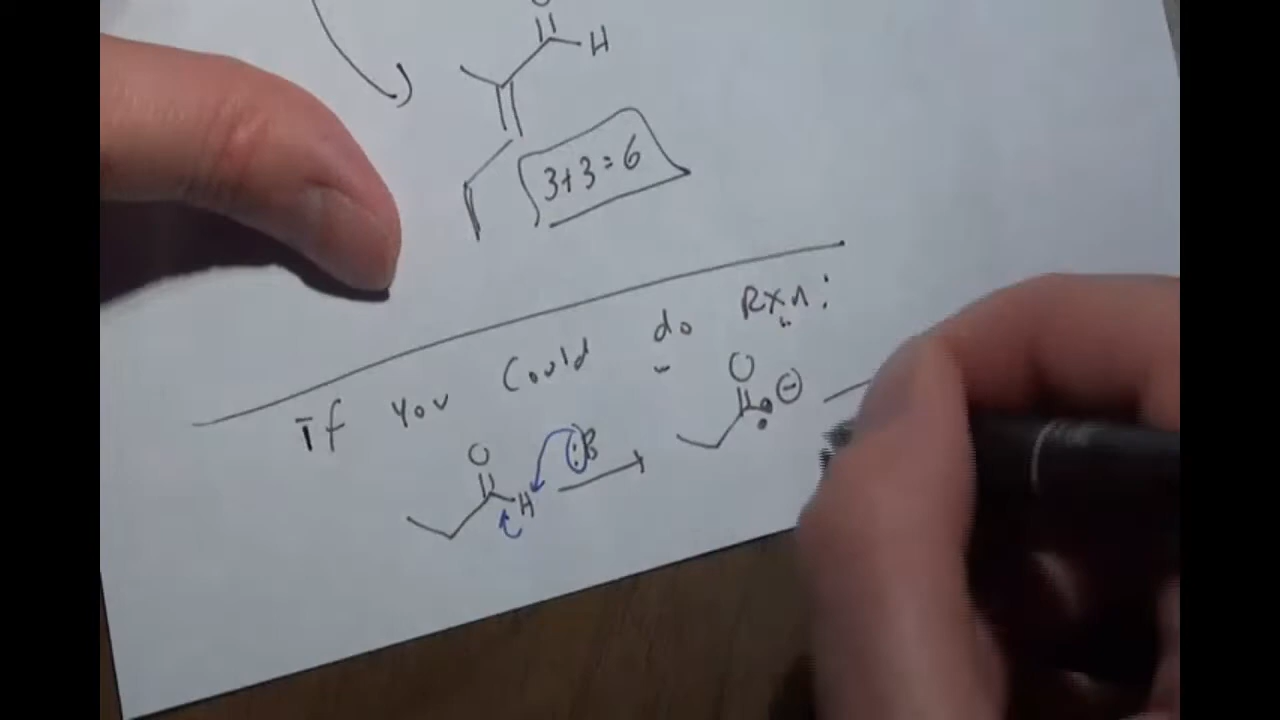 O
H
3+3=6
If you could do Rxn:
O
⊖
O
:B
H